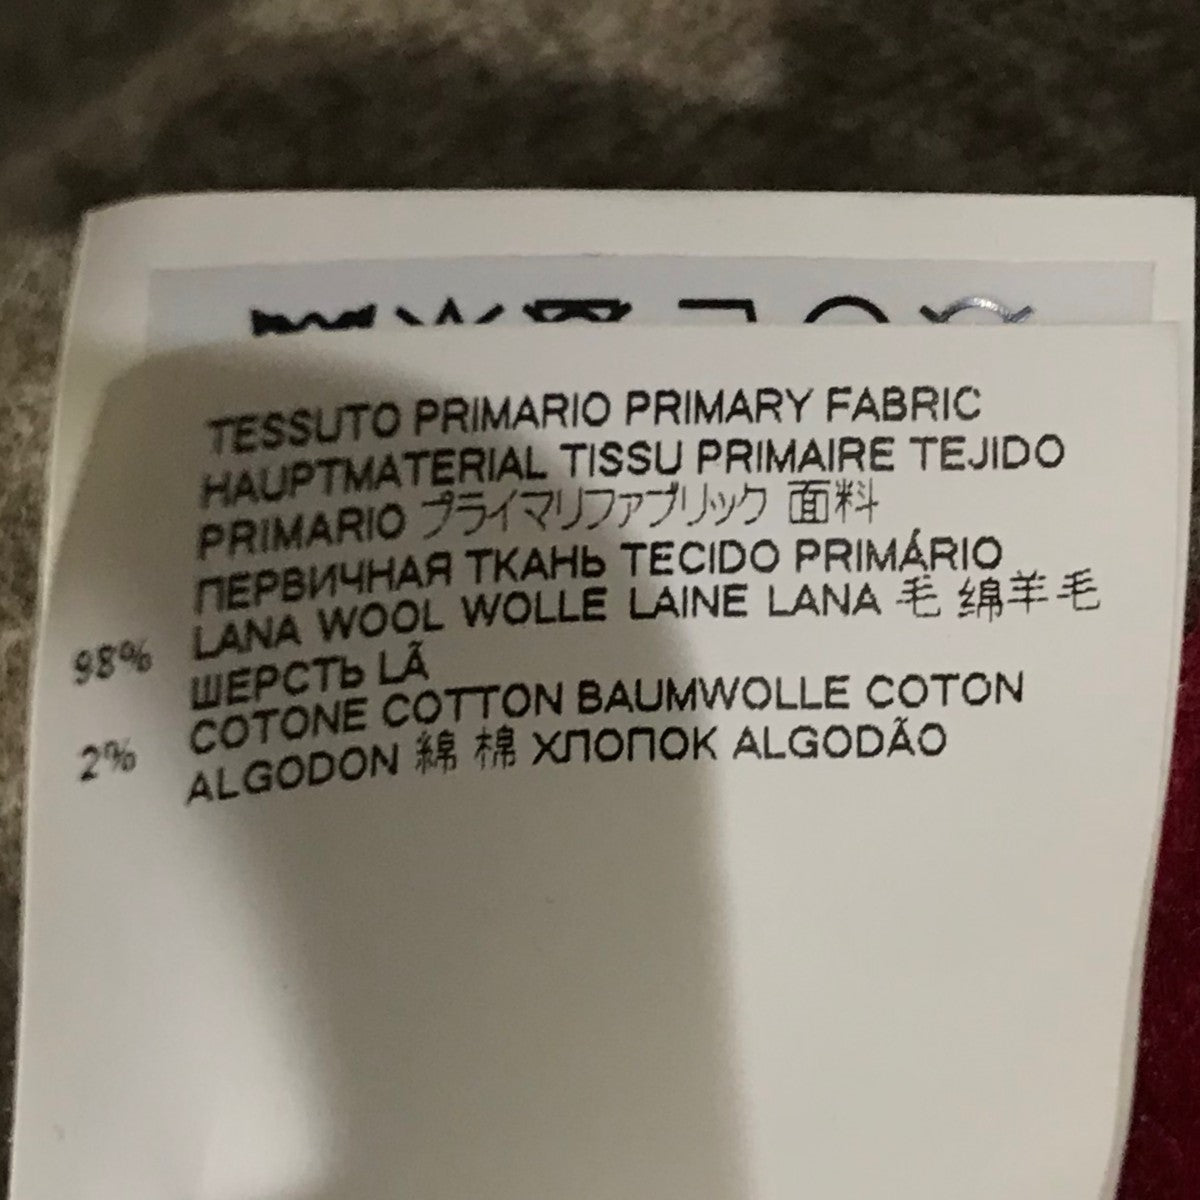 TESSUTO PRIMARIO PRIMARY FABRIC
HAUPTMATERIAL TISSU PRIMAIRE TEJIDO
PRIMARIO プライマリファブリック 面料
ПЕРВИЧНАЯ ТКАНЬ TECIDO PRIMÁRIO
98% LANA WOOL WOLLE LAINE LANA 毛 绵羊毛
ШЕРСТЬ LÃ
2% COTONE COTTON BAUMWOLLE COTON
ALGODON 綿 棉 ХЛОПОК ALGODÃO